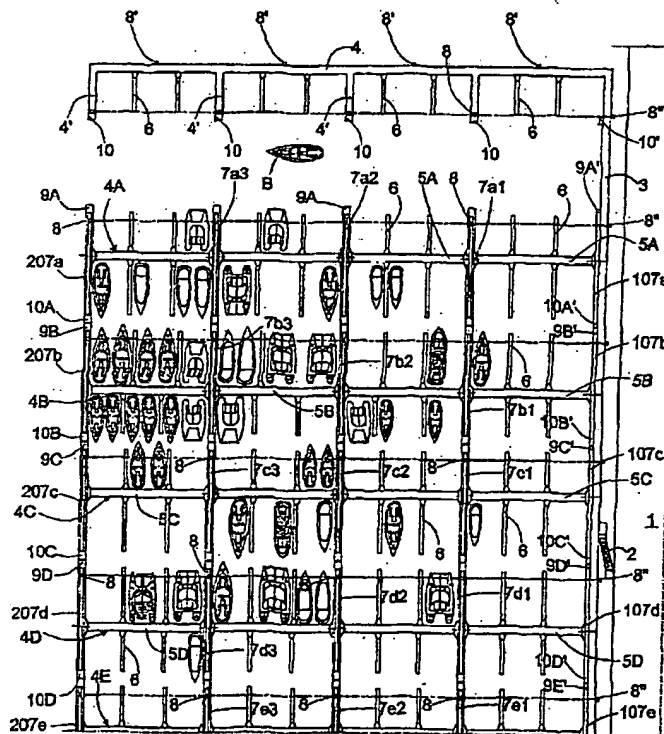 8' 8' 8' 8'
4 8
4' 6 4' 4' 6 6 8"
10 10 10 10 10'
B
7a3 9A 7a2 6 5A 8 7a1 6 9A' 3
9A
8 4A 8"
5A
207a 107a
10A 10A'
9B 7b3 9B'
207b 7b2 6 107b
4B 5B 5B
7b1
10B 10B'
9C 8 7c3 7c2 8 7c1 9C'
107c
207c 5C
4C 5C 6 6 1
10C 8 10C' 2
9D 9D'
8 7d2 7d1 8"
207d 107d
4D 5D 7d3 5D
6
4E 10D'
10D 8 8 8 9E' 8"
207e 7e3 7e2 7e1 107e